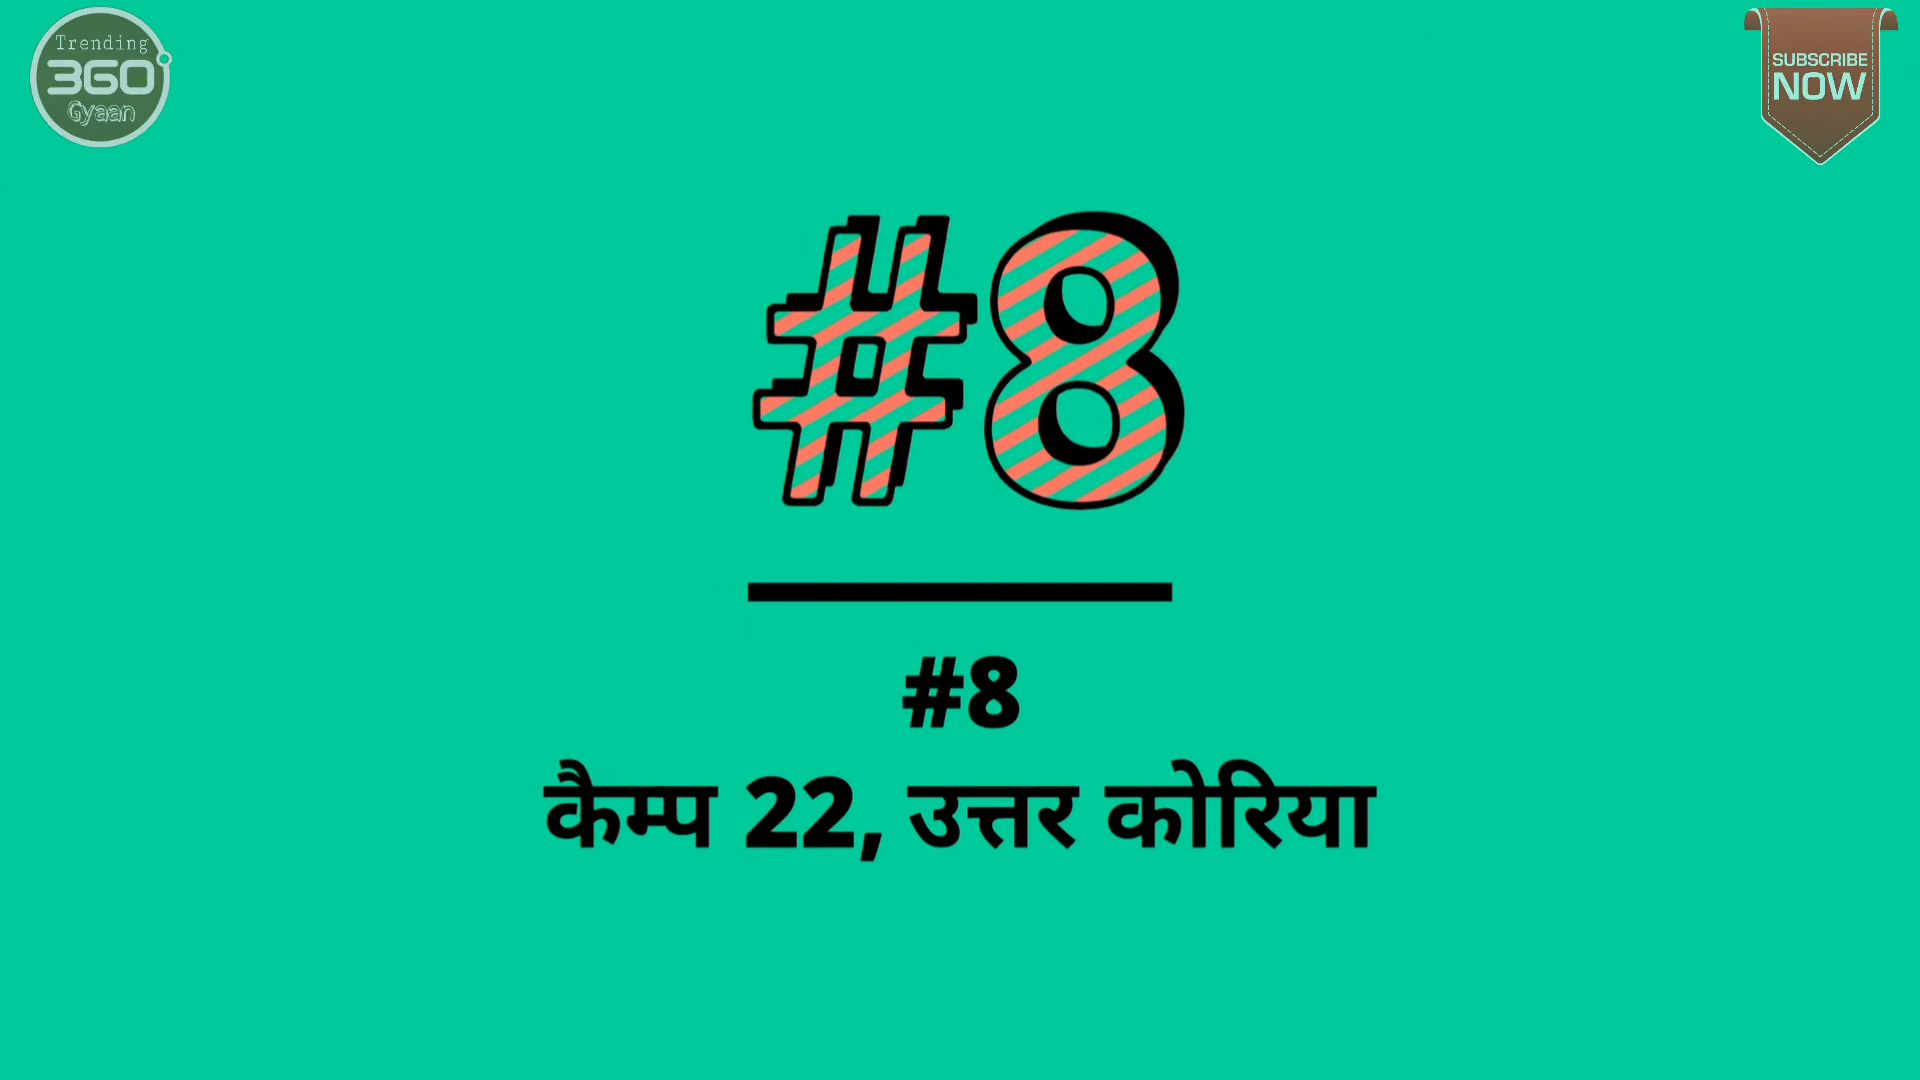 Trending
360
Gyaan
SUBSCRIBE
NOW
#8
#8
कैम्प 22, उत्तर कोरिया